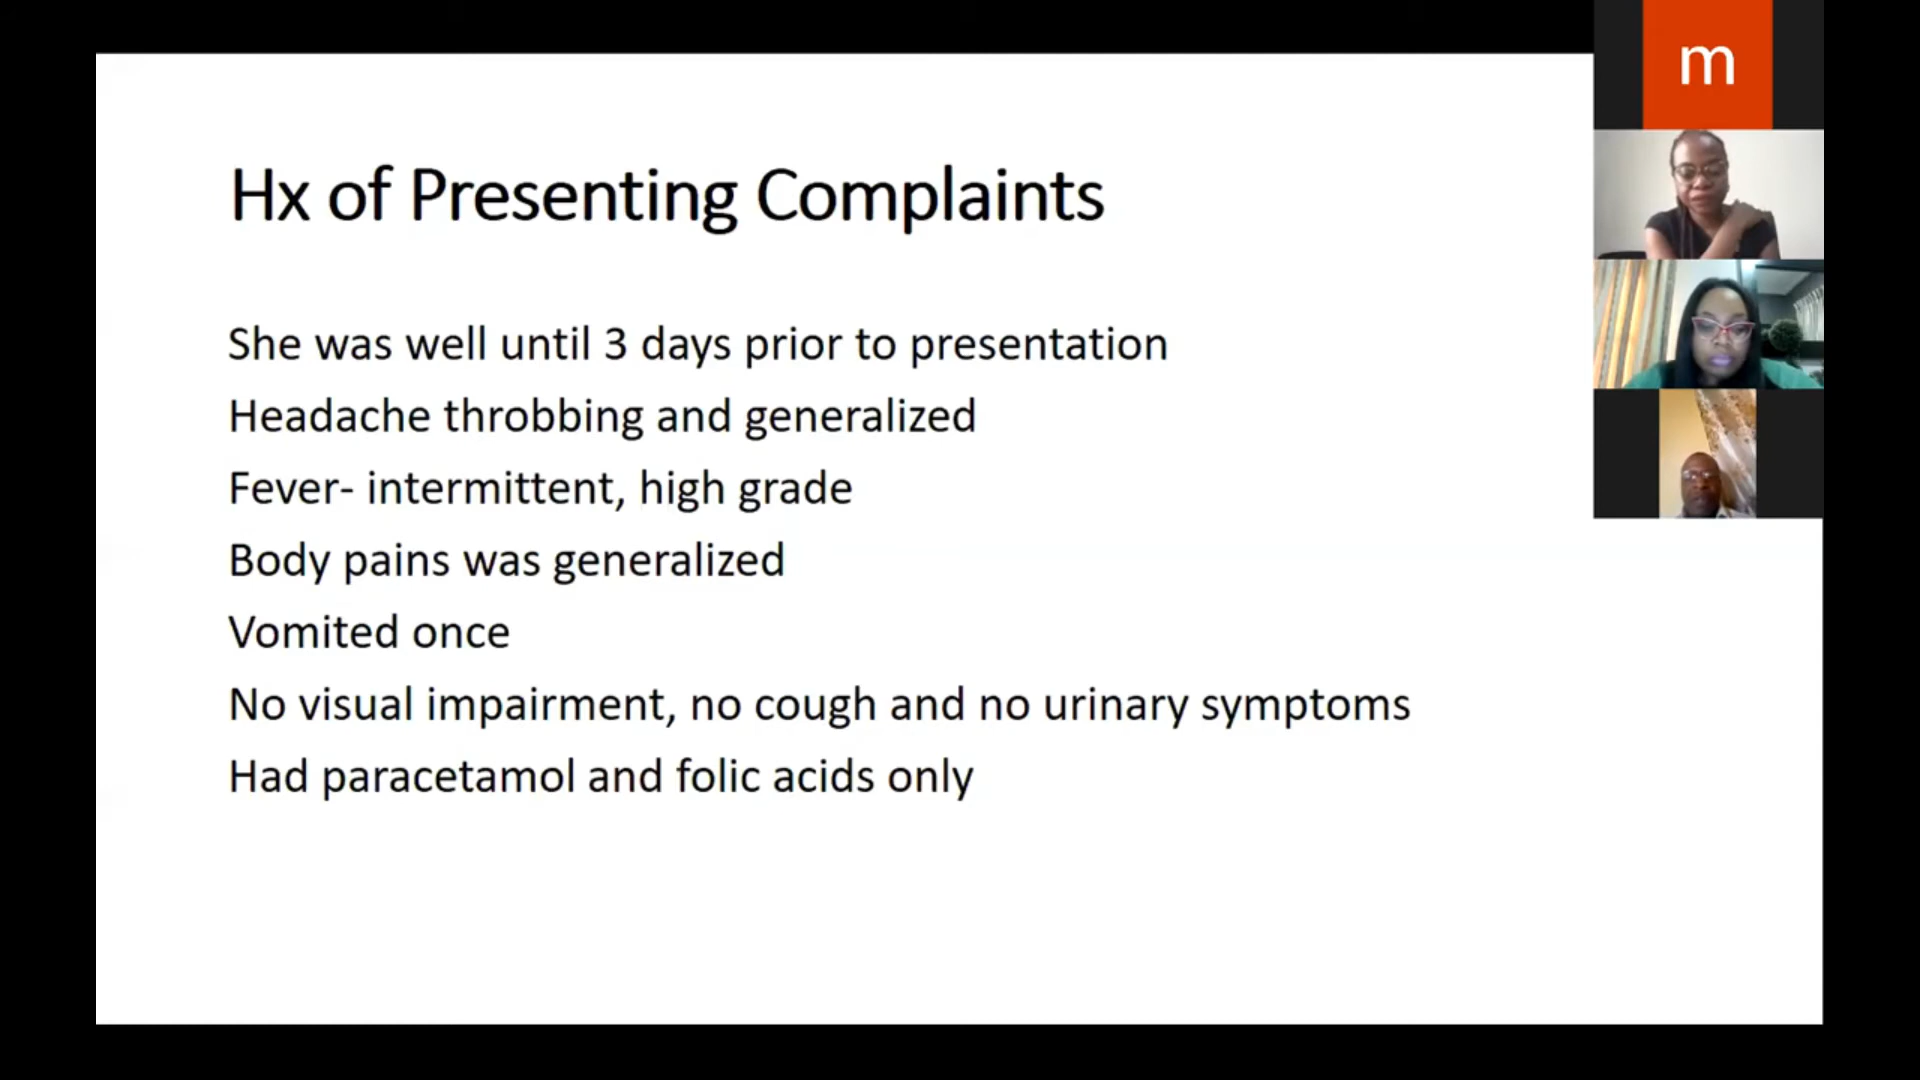 Hx of Presenting Complaints
She was well until 3 days prior to presentation
Headache throbbing and generalized
Fever- intermittent, high grade
Body pains was generalized
Vomited once
No visual impairment, no cough and no urinary symptoms
Had paracetamol and folic acids only
m